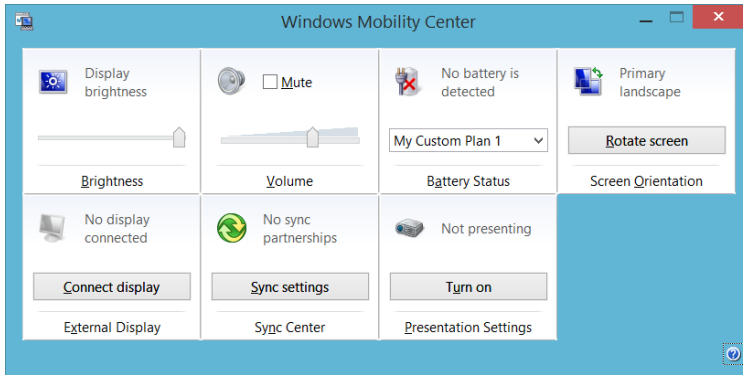 Windows Mobility Center
Display
brightness
Brightness
Mute
Volume
No battery is
detected
My Custom Plan 1
Battery Status
Primary
landscape
Rotate screen
Screen Orientation
No display
connected
Connect display
External Display
No sync
partnerships
Sync settings
Sync Center
Not presenting
Turn on
Presentation Settings